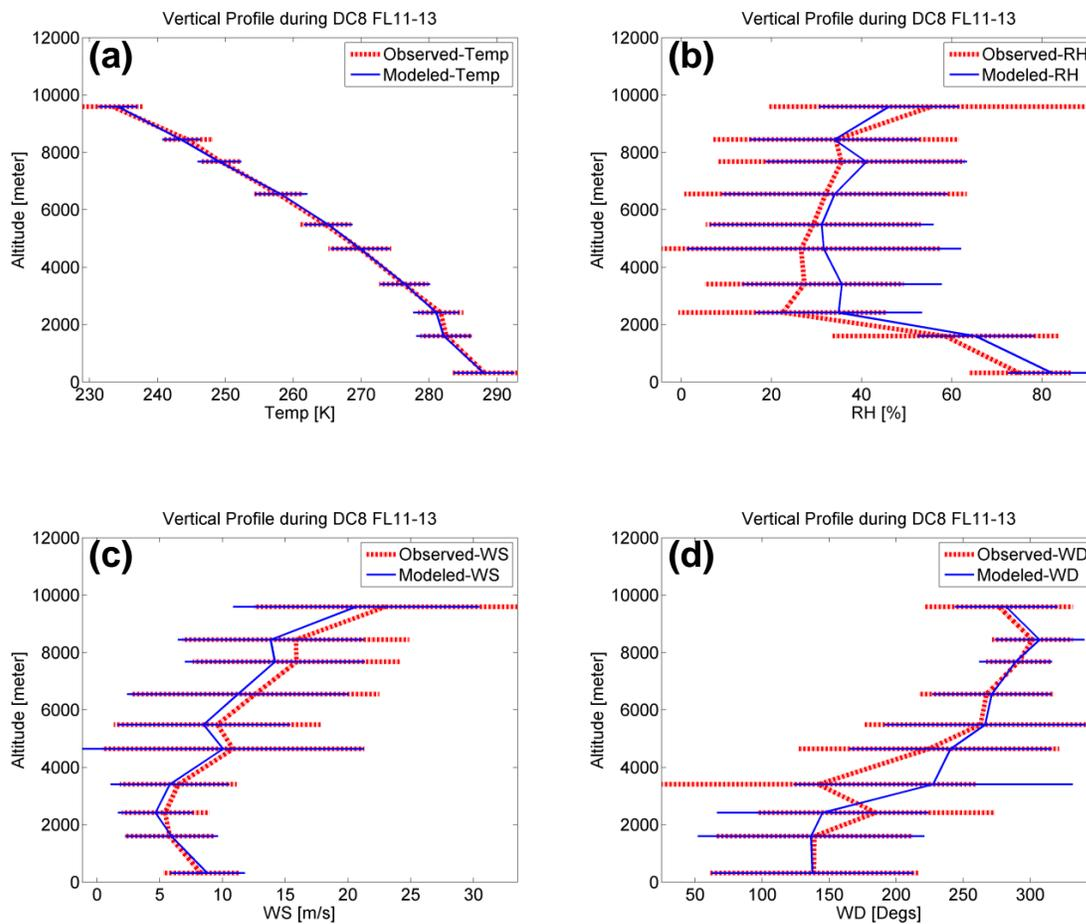 Vertical Profile during DC8 FL11-13
(a)
Observed-Temp
Modeled-Temp
12000
10000
8000
6000
4000
2000
0
Altitude [meter]
230 240 250 260 270 280 290
Temp [K]
Vertical Profile during DC8 FL11-13
(b)
Observed-RH
Modeled-RH
12000
10000
8000
6000
4000
2000
0
Altitude [meter]
0 20 40 60 80
RH [%]
Vertical Profile during DC8 FL11-13
(c)
Observed-WS
Modeled-WS
12000
10000
8000
6000
4000
2000
0
Altitude [meter]
0 5 10 15 20 25 30
WS [m/s]
Vertical Profile during DC8 FL11-13
(d)
Observed-WD
Modeled-WD
12000
10000
8000
6000
4000
2000
0
Altitude [meter]
50 100 150 200 250 300
WD [Degs]